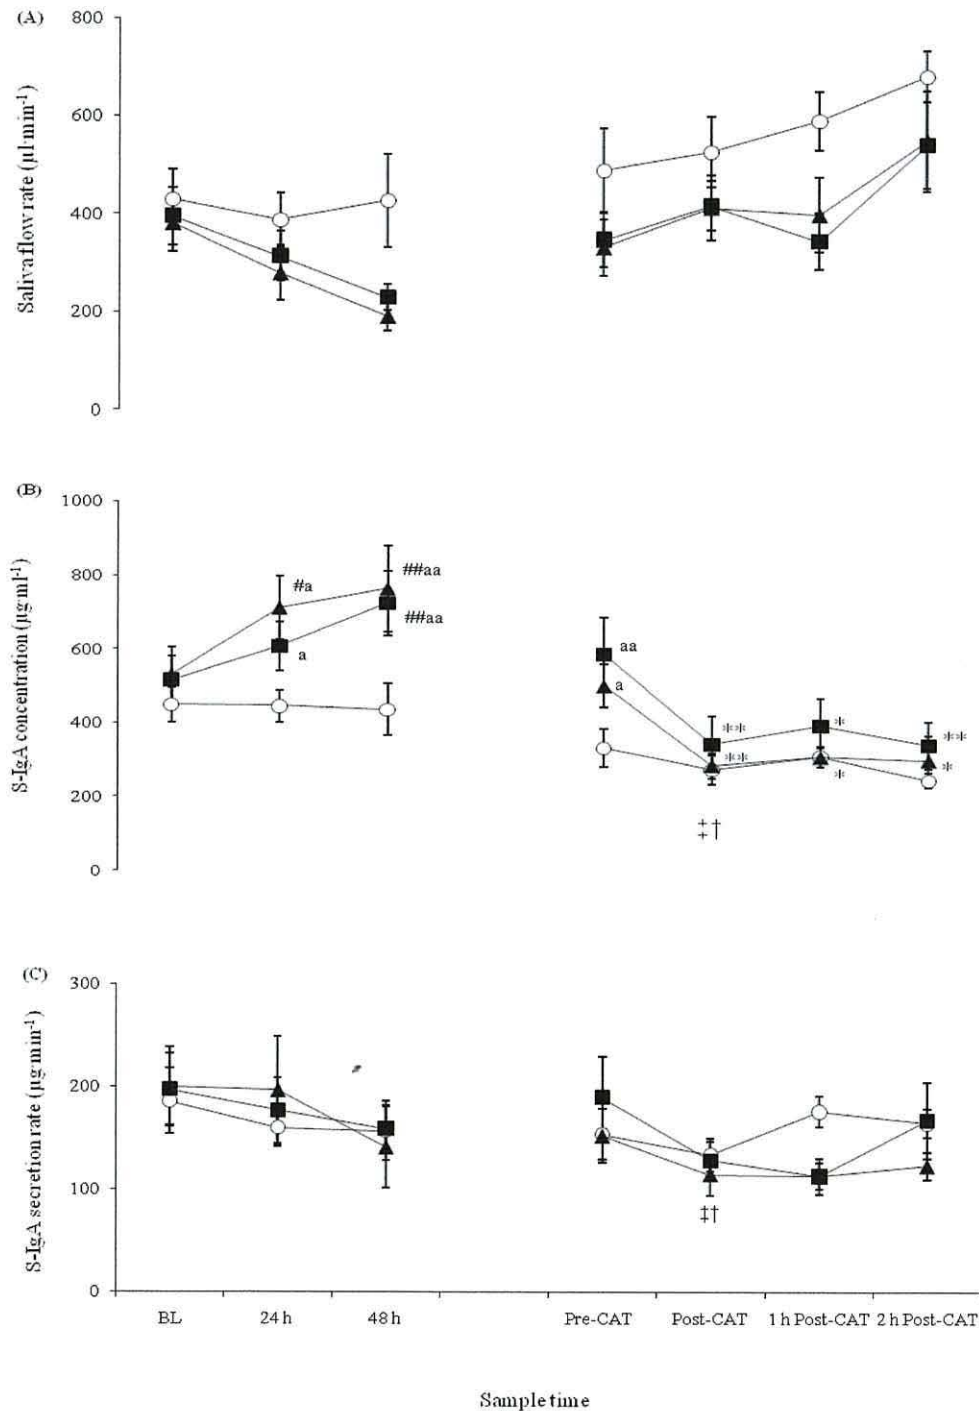 (A)
800
600
400
200
0
Saliva flow rate (µl·min-1)
(B)
1000
800
600
400
200
0
S-IgA concentration (µg·ml-1)
#a
##aa
##aa
a
aa
a
**
**
*
*
**
*
‡†
(C)
300
200
100
0
S-IgA secretion rate (µg·min-1)
‡†
BL 24 h 48 h Pre-CAT Post-CAT 1 h Post-CAT 2 h Post-CAT
Sample time